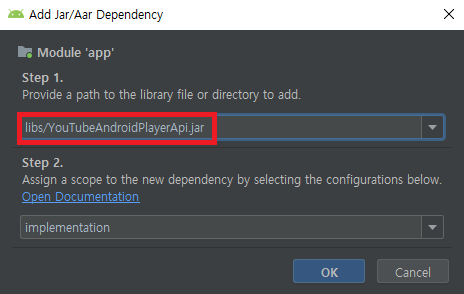 Add Jar/Aar Dependency
Module 'app'
Step 1.
Provide a path to the library file or directory to add.
libs/YouTubeAndroidPlayerApi.jar
Step 2.
Assign a scope to the new dependency by selecting the configurations below.
Open Documentation
implementation
OK
Cancel